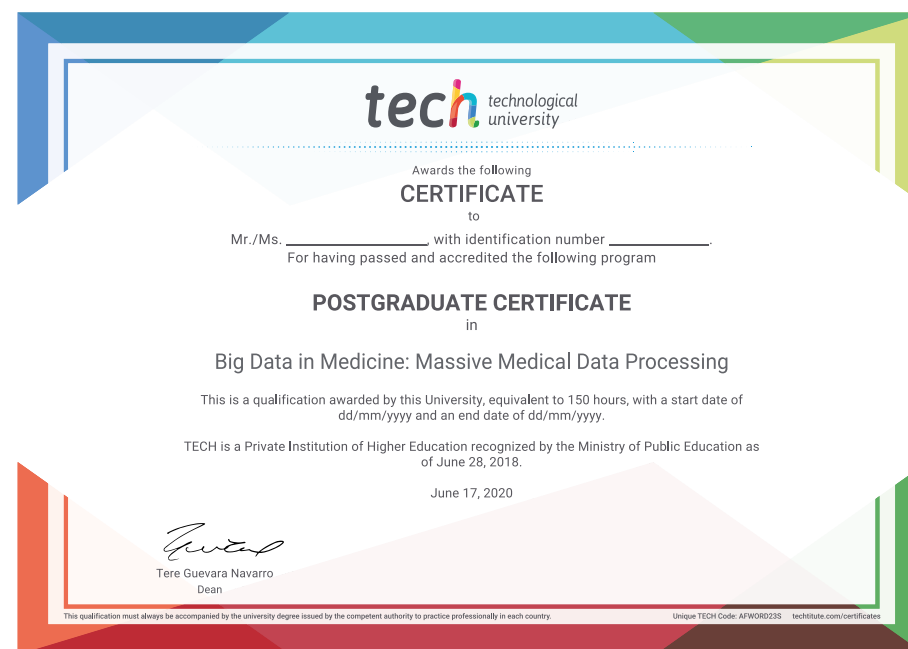 tech technological
university
Awards the following
CERTIFICATE
to
Mr./Ms. ____________________, with identification number ______________.
For having passed and accredited the following program
POSTGRADUATE CERTIFICATE
in
Big Data in Medicine: Massive Medical Data Processing
This is a qualification awarded by this University, equivalent to 150 hours, with a start date of
dd/mm/yyyy and an end date of dd/mm/yyyy.
TECH is a Private Institution of Higher Education recognized by the Ministry of Public Education as
of June 28, 2018.
June 17, 2020
Tere Guevara Navarro
Dean
This qualification must always be accompanied by the university degree issued by the competent authority to practice professionally in each country. Unique TECH Code: AFWORD23S techtitute.com/certificates